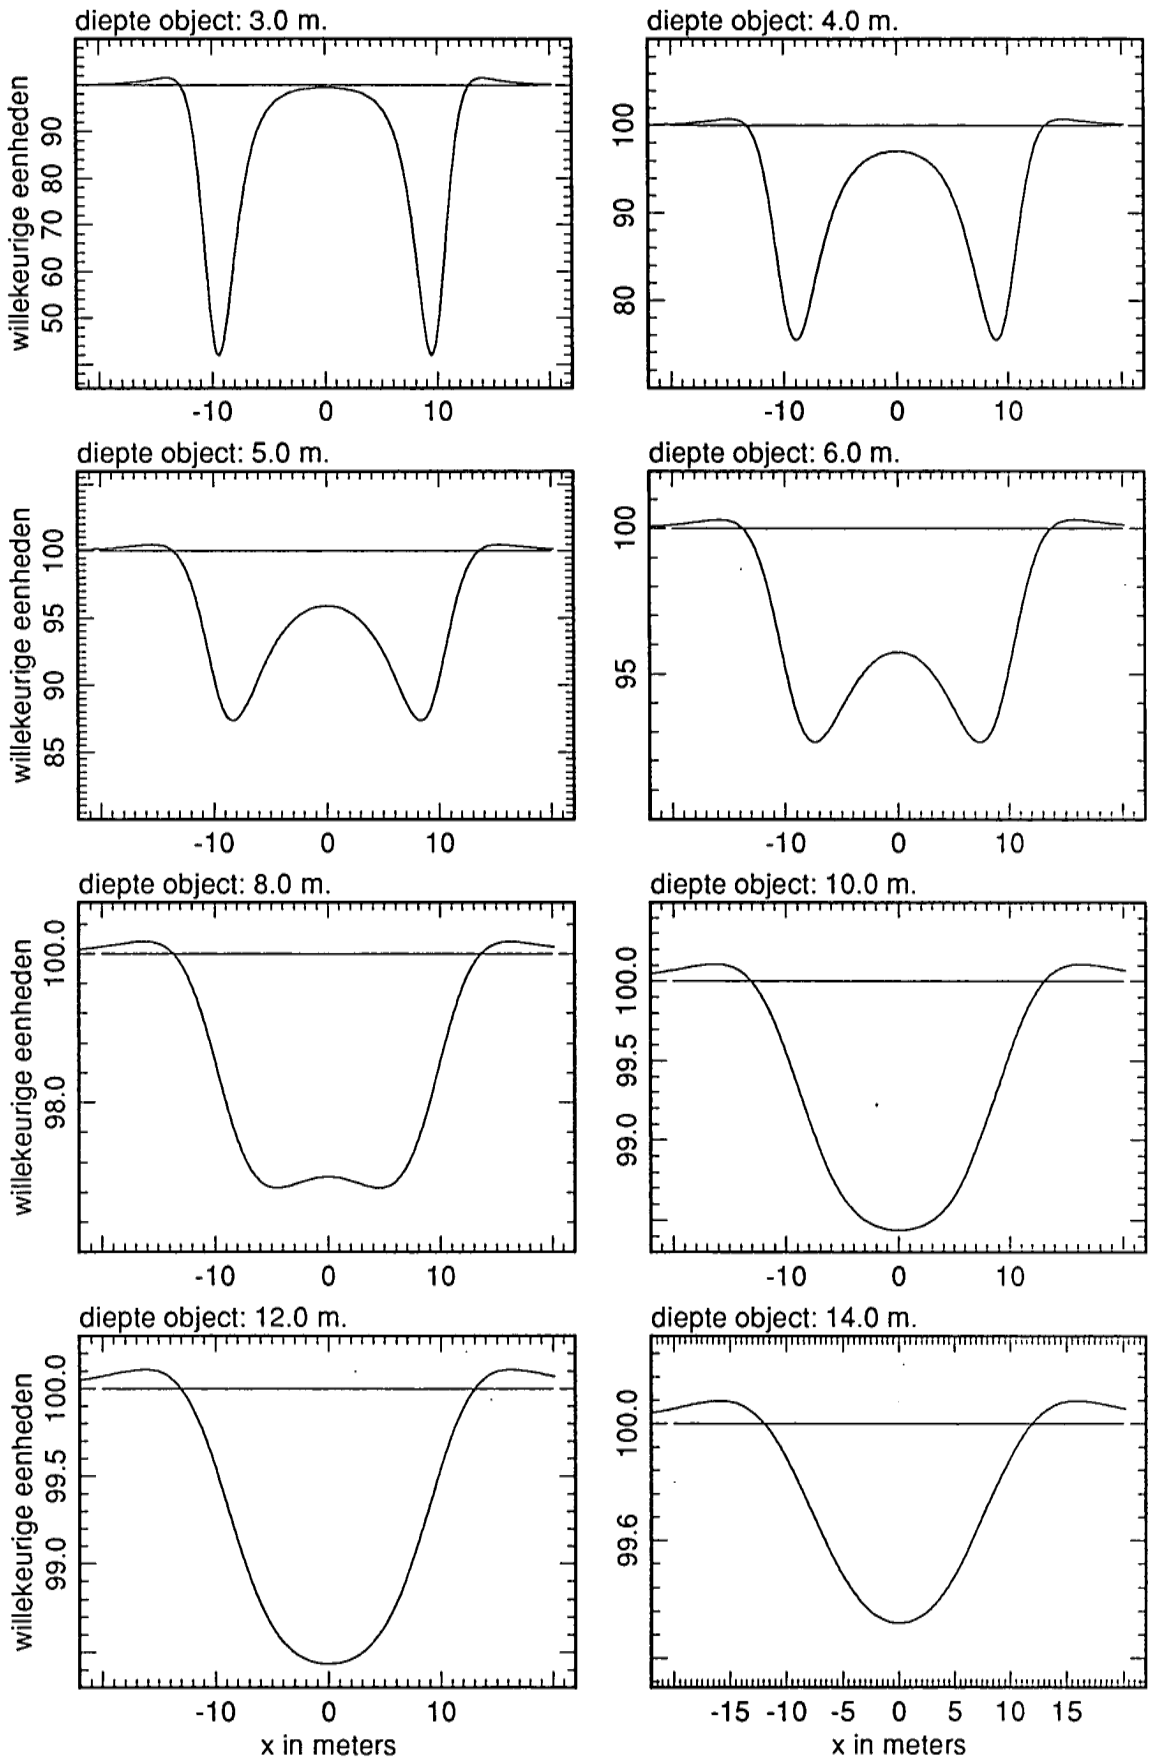 diepte object: 3.0 m.
diepte object: 4.0 m.
willekeurige eenheden
90
80
70
60
50
100
90
80
-10 0 10
-10 0 10
diepte object: 5.0 m.
diepte object: 6.0 m.
willekeurige eenheden
100
95
90
85
100
95
-10 0 10
-10 0 10
diepte object: 8.0 m.
diepte object: 10.0 m.
willekeurige eenheden
100.0
98.0
100.0
99.5
99.0
-10 0 10
-10 0 10
diepte object: 12.0 m.
diepte object: 14.0 m.
willekeurige eenheden
100.0
99.5
99.0
100.0
99.6
-10 0 10
-15 -10 -5 0 5 10 15
x in meters
x in meters